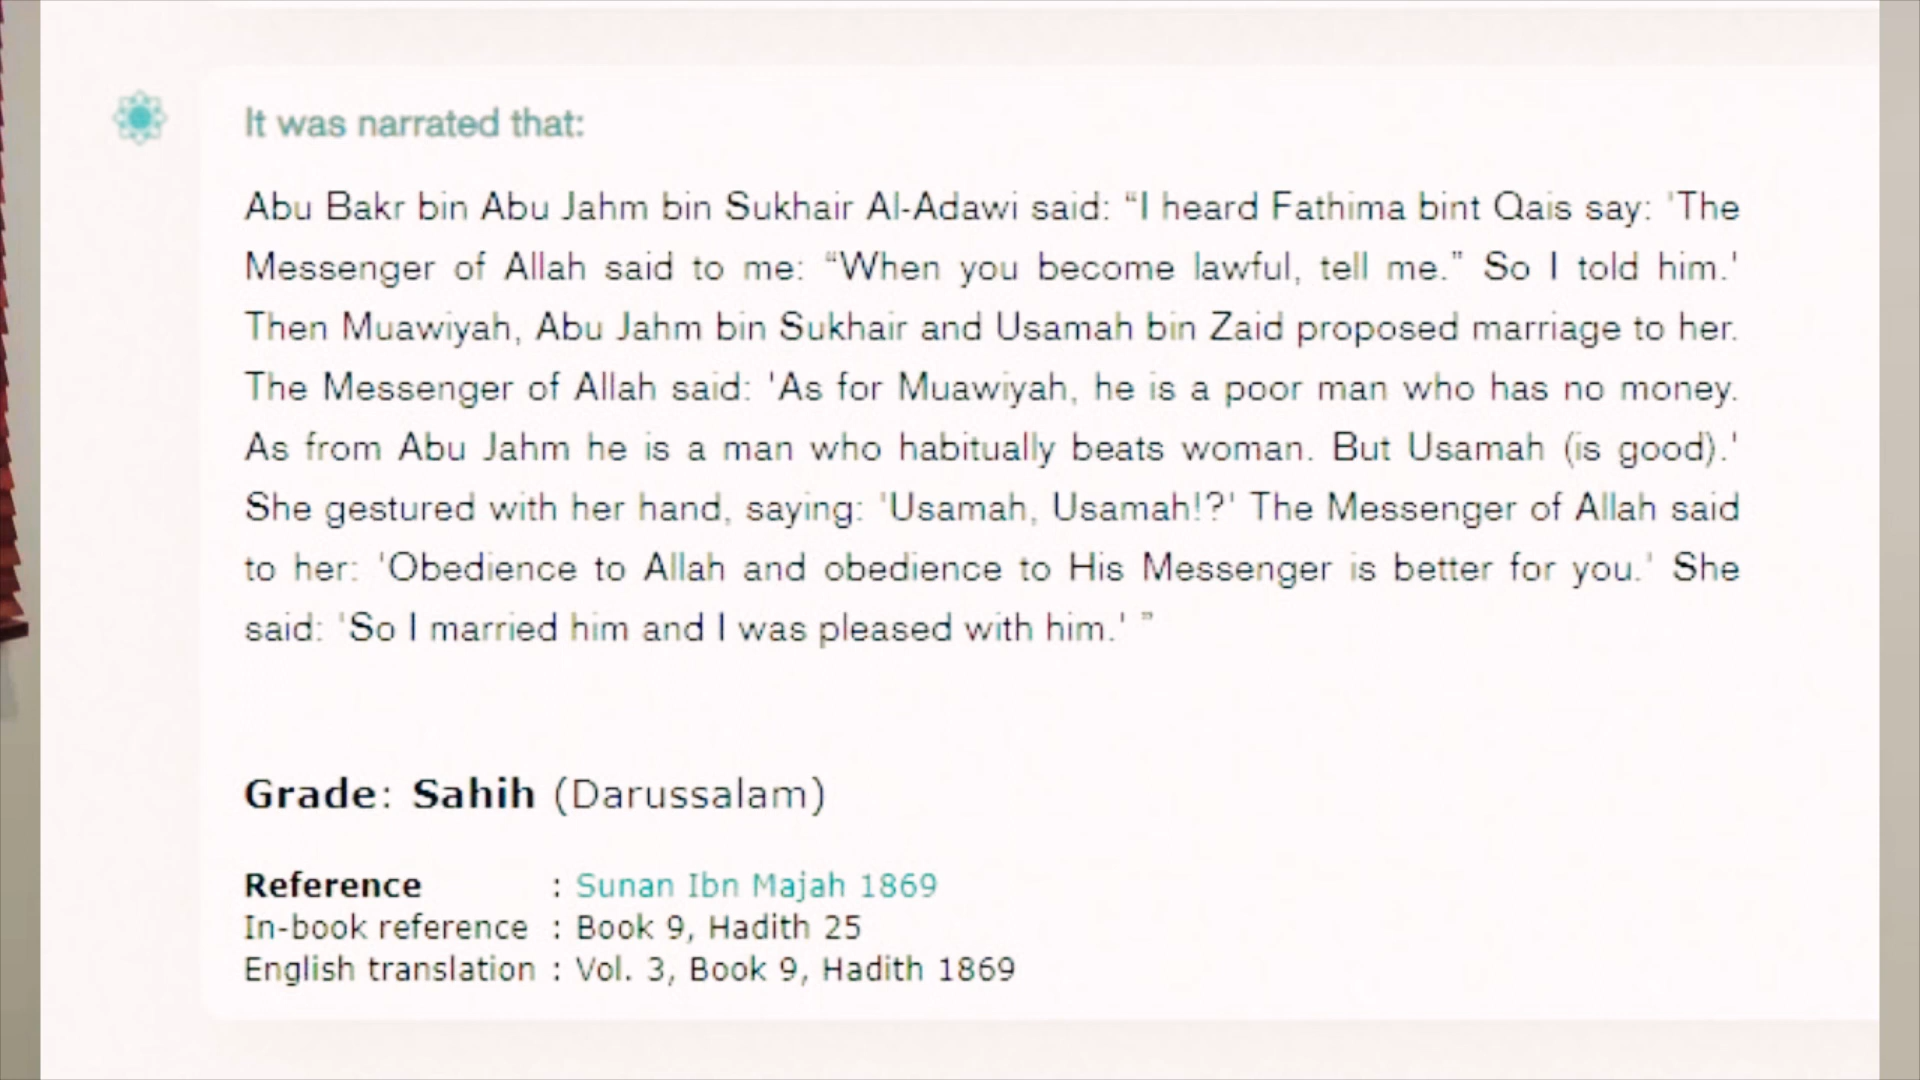 It was narrated that:
Abu Bakr bin Abu Jahm bin Sukhair Al-Adawi said: “I heard Fathima bint Qais say: 'The
Messenger of Allah said to me: “When you become lawful, tell me.” So I told him.'
Then Muawiyah, Abu Jahm bin Sukhair and Usamah bin Zaid proposed marriage to her.
The Messenger of Allah said: 'As for Muawiyah, he is a poor man who has no money.
As from Abu Jahm he is a man who habitually beats woman. But Usamah (is good).'
She gestured with her hand, saying: 'Usamah, Usamah!?' The Messenger of Allah said
to her: 'Obedience to Allah and obedience to His Messenger is better for you.' She
said: 'So I married him and I was pleased with him.' ”
Grade: Sahih (Darussalam)
Reference : Sunan Ibn Majah 1869
In-book reference : Book 9, Hadith 25
English translation : Vol. 3, Book 9, Hadith 1869